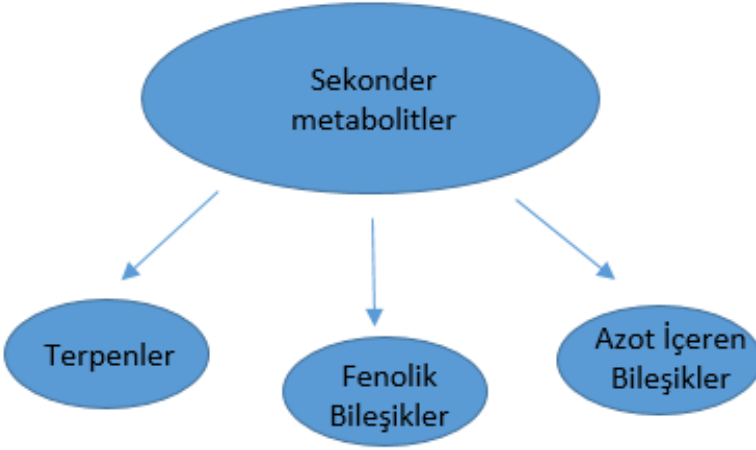 Sekonder
metabolitler
Terpenler
Fenolik
Bileşikler
Azot İçeren
Bileşikler